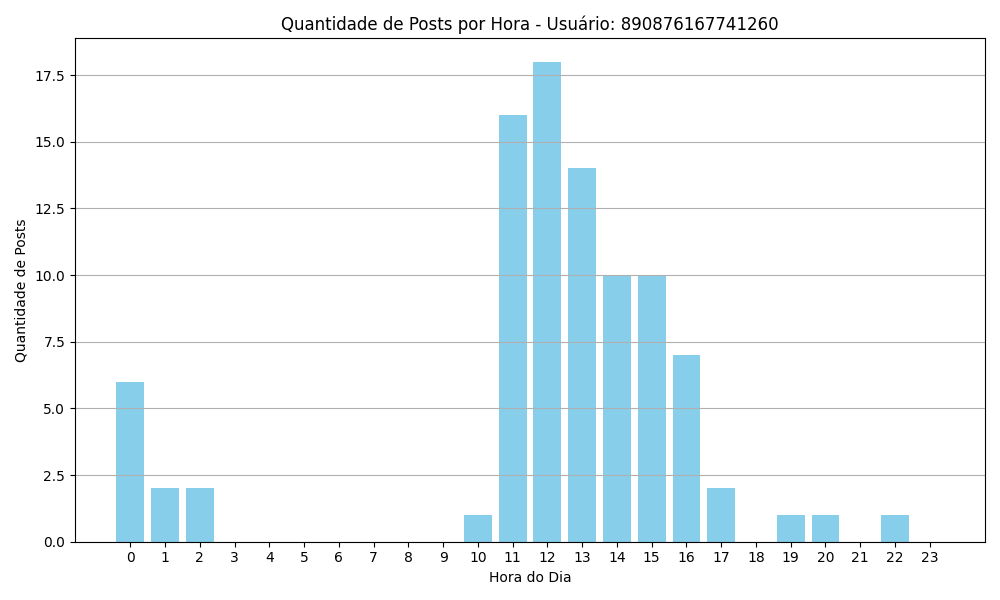 Quantidade de Posts por Hora - Usuário: 890876167741260
Quantidade de Posts
17.5
15.0
12.5
10.0
7.5
5.0
2.5
0.0
0 1 2 3 4 5 6 7 8 9 10 11 12 13 14 15 16 17 18 19 20 21 22 23
Hora do Dia